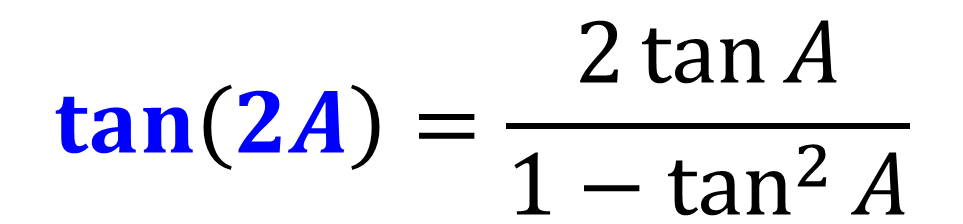 tan(2A) = 2 tan A / 1 − tan² A